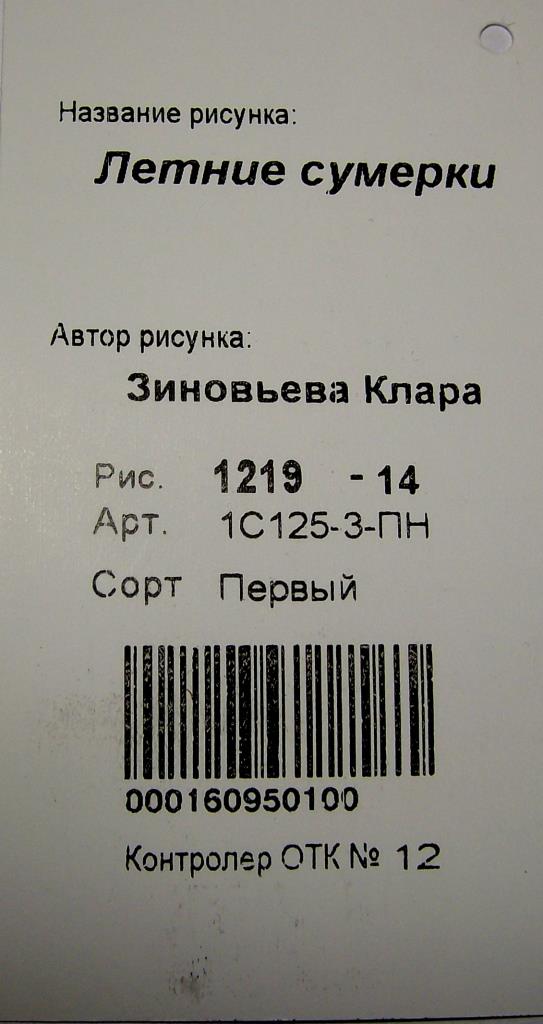 Название рисунка:
Летние сумерки
Автор рисунка:
Зиновьева Клара
Рис. 1219 - 14
Арт. 1С125-3-ПН
Сорт Первый
000160950100
Контролер ОТК № 12